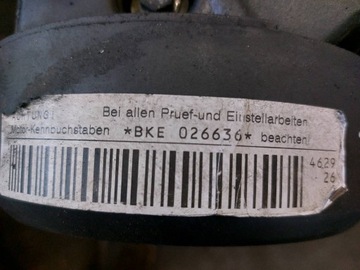 Bei allen Pruef-und Einstellarbeiten
Motor-Kennbuchstaben *BKE 026636* beachten
4629
26